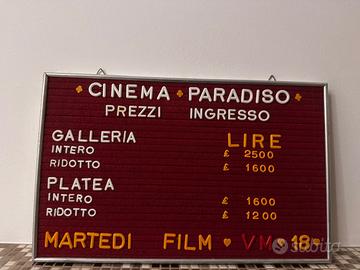 CINEMA PARADISO
PREZZI INGRESSO
GALLERIA LIRE
INTERO £ 2500
RIDOTTO £ 1600
PLATEA
INTERO £ 1600
RIDOTTO £ 1200
MARTEDI FILM VM 18
subito